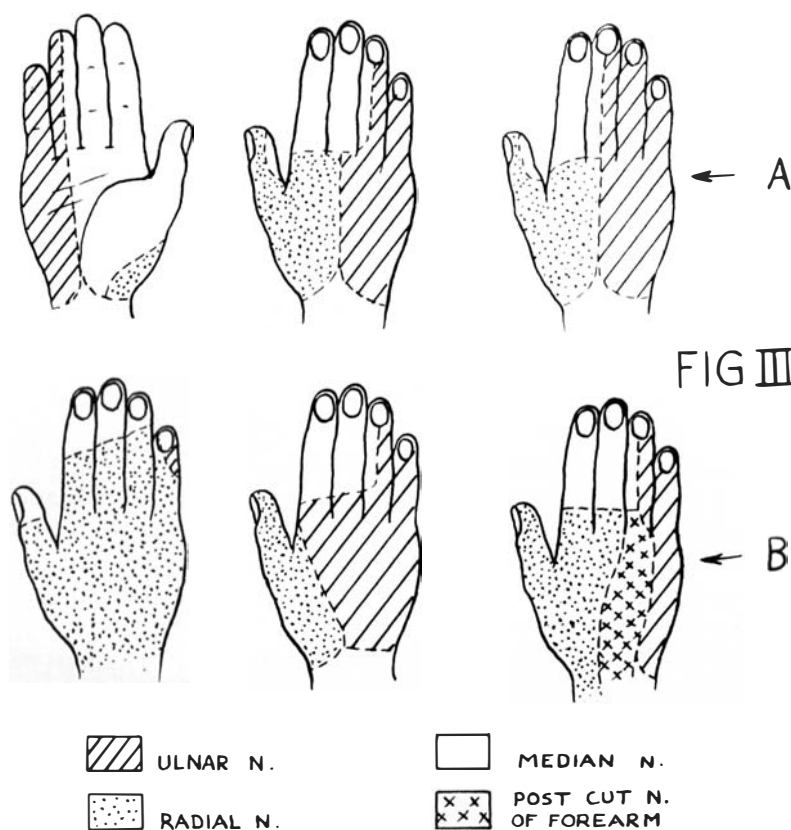 A
FIG III
B
ULNAR N.
MEDIAN N.
RADIAL N.
POST CUT N.
OF FOREARM